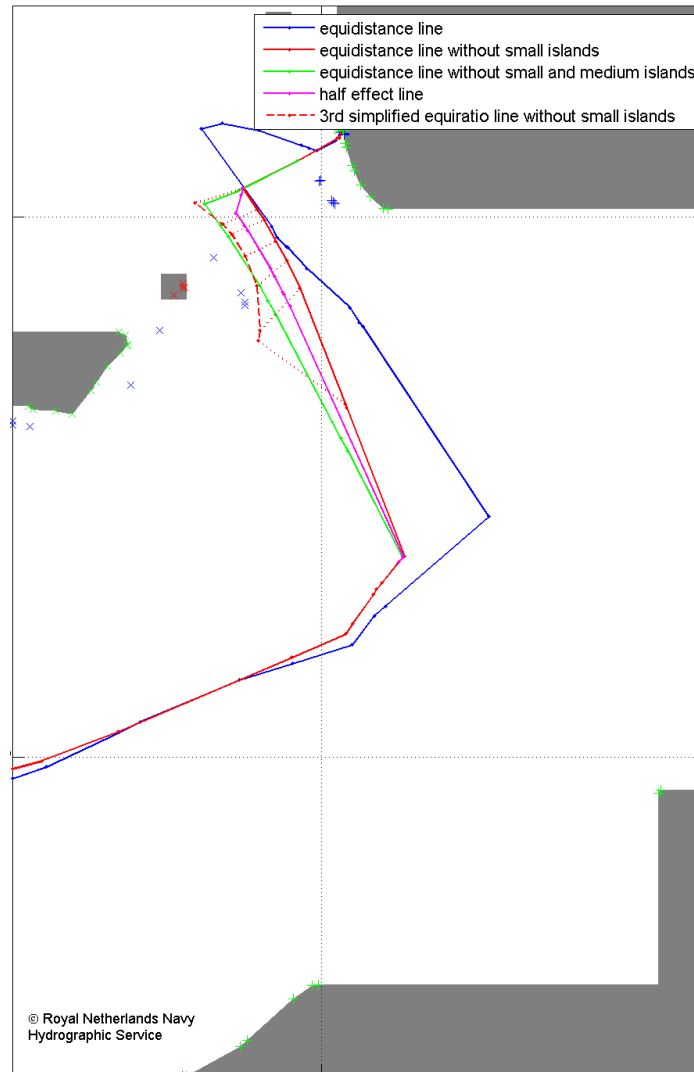 equidistance line
equidistance line without small islands
equidistance line without small and medium islands
half effect line
3rd simplified equiratio line without small islands
© Royal Netherlands Navy
Hydrographic Service